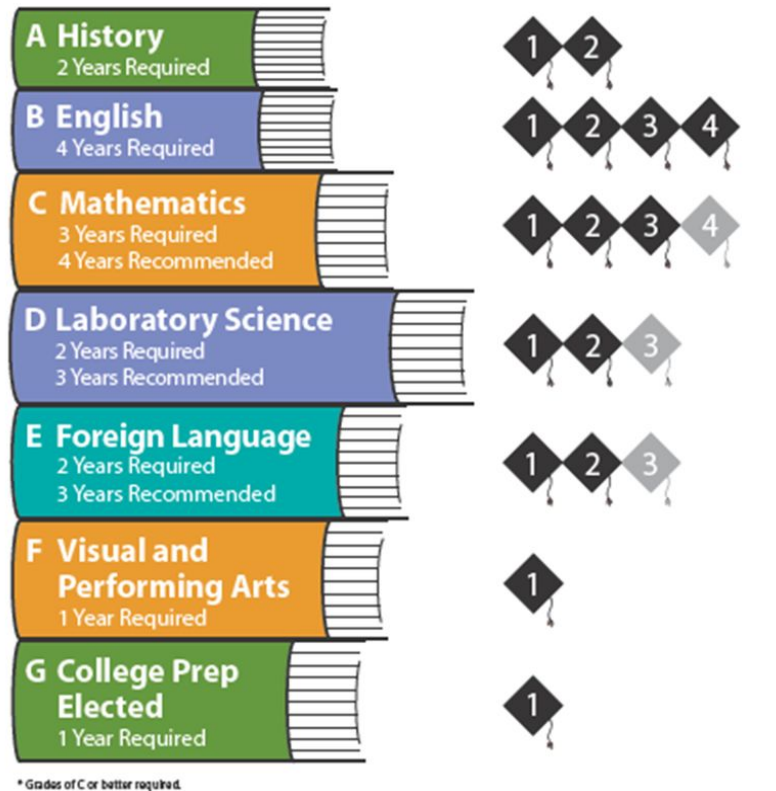 A History
2 Years Required
1 2
B English
4 Years Required
1 2 3 4
C Mathematics
3 Years Required
4 Years Recommended
1 2 3 4
D Laboratory Science
2 Years Required
3 Years Recommended
1 2 3
E Foreign Language
2 Years Required
3 Years Recommended
1 2 3
F Visual and
Performing Arts
1 Year Required
1
G College Prep
Elected
1 Year Required
1
* Grades of C or better required.